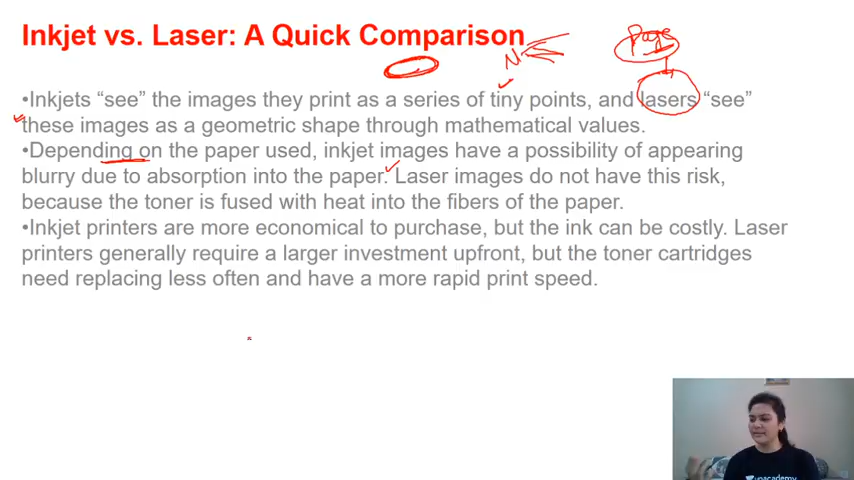 Inkjet vs. Laser: A Quick Comparison
Page
N
•Inkjets “see” the images they print as a series of tiny points, and lasers “see”
these images as a geometric shape through mathematical values.
•Depending on the paper used, inkjet images have a possibility of appearing
blurry due to absorption into the paper. Laser images do not have this risk,
because the toner is fused with heat into the fibers of the paper.
•Inkjet printers are more economical to purchase, but the ink can be costly. Laser
printers generally require a larger investment upfront, but the toner cartridges
need replacing less often and have a more rapid print speed.
unacademy